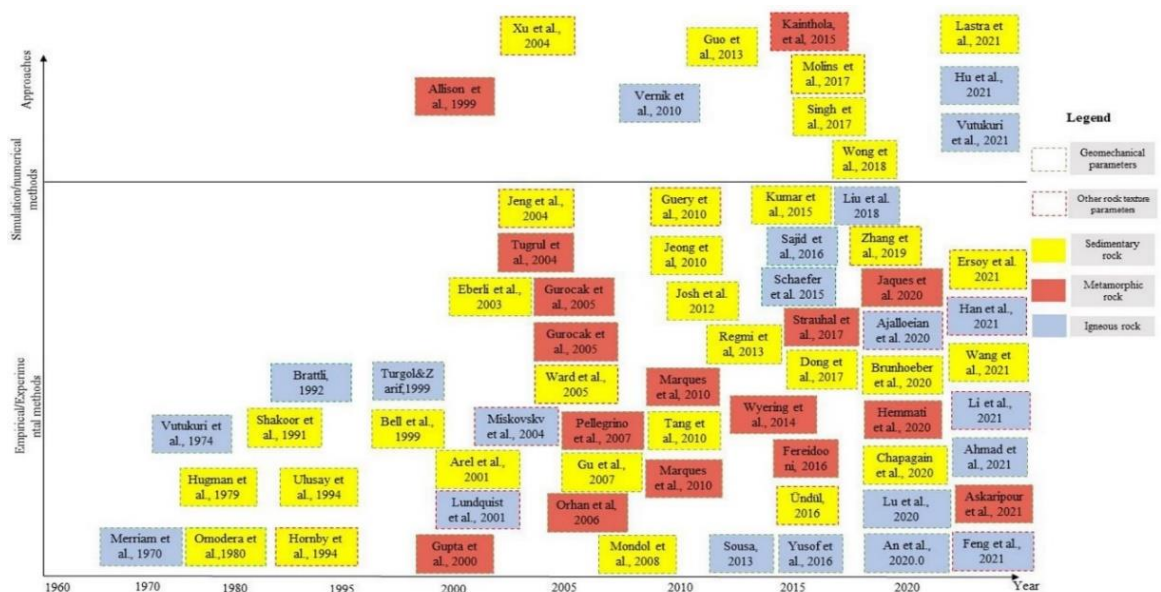 Approaches
Simulation/numerical
methods
Empirical/Experime
ntal methods
Xu et al.,
2004
Allison et
al., 1999
Vernik et
al., 2010
Guo et
al., 2013
Kainthola,
et al, 2015
Molins et
al., 2017
Singh et
al., 2017
Wong et
al., 2018
Lastra et
al., 2021
Hu et al.,
2021
Vutukuri
et al., 2021
Jeng et al.,
2004
Tugrul et
al., 2004
Eberli et al.,
2003
Gurocak et
al., 2005
Gurocak et
al., 2005
Ward et al.,
2005
Guery et
al., 2010
Jeong et
al, 2010
Josh et al.
2012
Regmi et
al, 2013
Kumar et
al., 2015
Sajid et
al., 2016
Schaefer
et al. 2015
Strauhal et
al., 2017
Dong et
al., 2017
Liu et al.
2018
Zhang et
al., 2019
Jaques et
al. 2020
Ajalloeian
et al. 2020
Brunhoeber
et al., 2020
Hemmati
et al., 2020
Chapagain
et al., 2020
Lu et al.,
2020
An et al.,
2020.0
Ersoy et al.
2021
Han et al.,
2021
Wang et
al., 2021
Li et al.,
2021
Ahmad et
al., 2021
Askaripour
et al., 2021
Feng et al.,
2021
Brattli,
1992
Turgol&Z
arif,1999
Vutukuri
et al., 1974
Shakoor et
al., 1991
Bell et al.,
1999
Miskovskv
et al., 2004
Pellegrino
et al., 2007
Marques et
al, 2010
Tang et
al., 2010
Wyering et
al., 2014
Hugman et
al., 1979
Ulusay et
al., 1994
Arel et al.,
2001
Gu et al.,
2007
Marques et
al., 2010
Fereidoo
ni, 2016
Lundquist
et al., 2001
Orhan et al,
2006
Ündül,
2016
Merriam et
al., 1970
Omodera et
al.,1980
Hornby et
al., 1994
Gupta et al.
2000
Mondol et
al., 2008
Sousa,
2013
Yusof et
al., 2016
1960
1970
1980
1995
2000
2005
2010
2015
2020
Year
Legend
Geomechanical
parameters
Other rock texture
parameters
Sedimentary
rock
Metamorphic
rock
Igneous rock